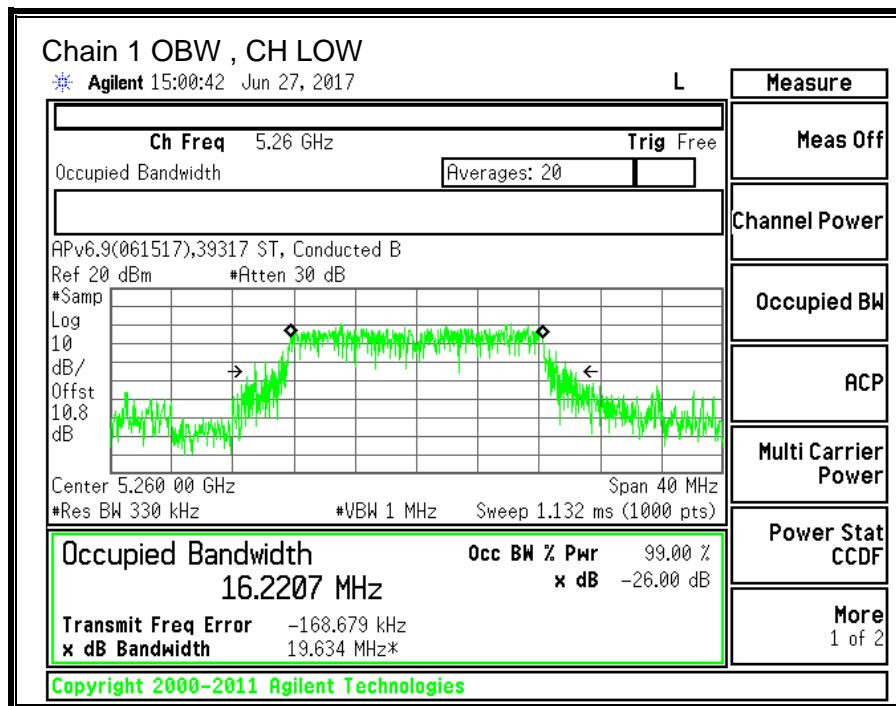 Chain 1 OBW , CH LOW
Agilent 15:00:42 Jun 27, 2017 L
Measure
Ch Freq 5.26 GHz Trig Free
Occupied Bandwidth Averages: 20
APv6.9(061517),39317 ST, Conducted B
Ref 20 dBm #Atten 30 dB
#Samp
Log
10
dB/
Offst
10.8
dB
Center 5.260 00 GHz Span 40 MHz
#Res BW 330 kHz #VBW 1 MHz Sweep 1.132 ms (1000 pts)
Occupied Bandwidth Occ BW % Pwr 99.00 %
16.2207 MHz x dB -26.00 dB
Transmit Freq Error -168.679 kHz
x dB Bandwidth 19.634 MHz*
Copyright 2000-2011 Agilent Technologies
Meas Off
Channel Power
Occupied BW
ACP
Multi Carrier
Power
Power Stat
CCDF
More
1 of 2